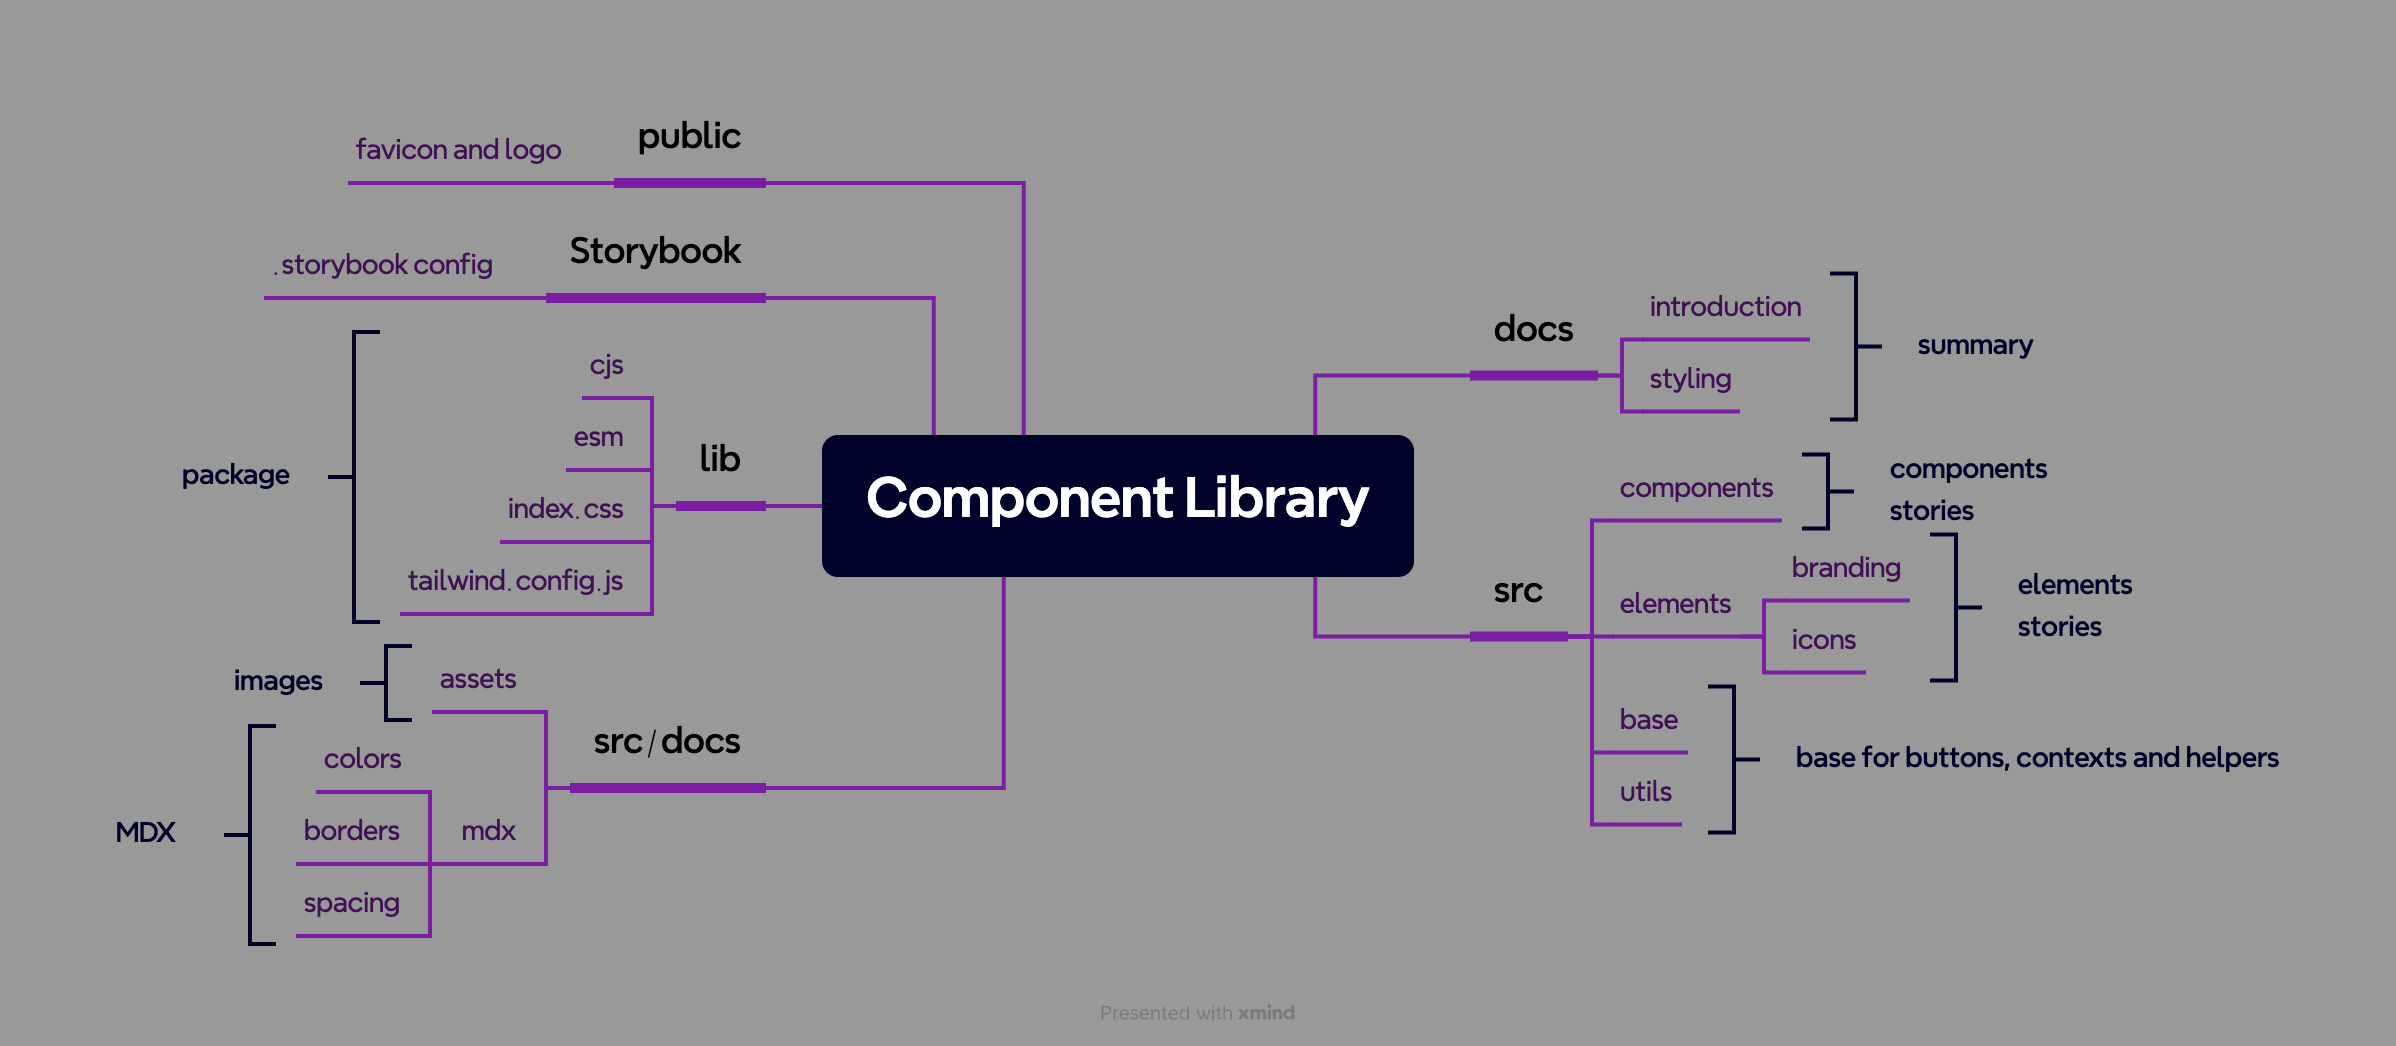 public
favicon and logo
Storybook
.storybook config
lib
cjs
esm
index.css
tailwind.config.js
package
src/docs
assets
images
mdx
colors
borders
spacing
MDX
Component Library
docs
introduction
styling
summary
src
components
components
stories
elements
branding
icons
elements
stories
base
utils
base for buttons, contexts and helpers
Presented with xmind